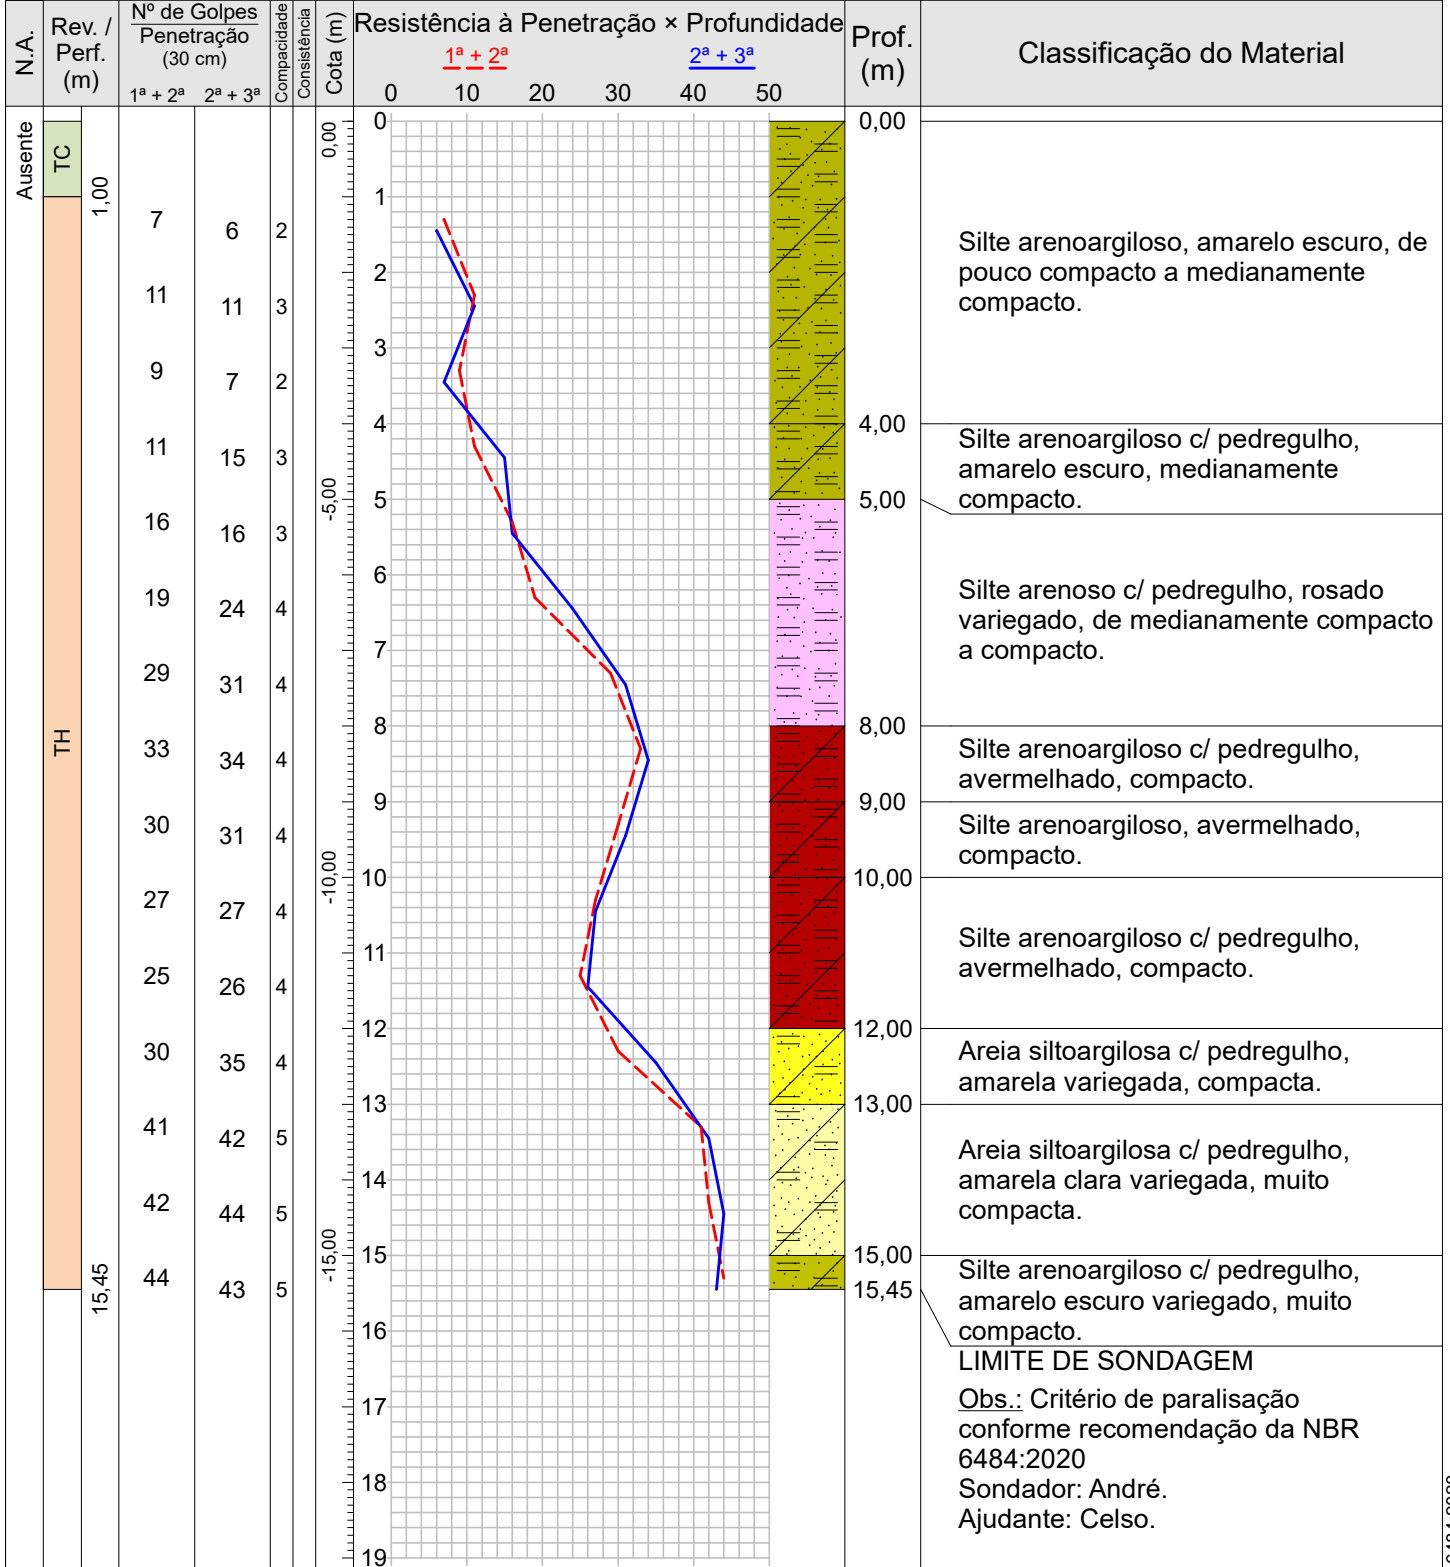 N.A.
Rev. /
Perf.
(m)
Nº de Golpes
Penetração
(30 cm)
1ª + 2ª 2ª + 3ª
Compacidade
Consistência
Cota (m)
Resistência à Penetração × Profundidade
1ª + 2ª 2ª + 3ª
0 10 20 30 40 50
Prof.
(m)
Classificação do Material
Ausente
TC
1,00
TH
15,45
7 6 2
11 11 3
9 7 2
11 15 3
16 16 3
19 24 4
29 31 4
33 34 4
30 31 4
27 27 4
25 26 4
30 35 4
41 42 5
42 44 5
44 43 5
0,00
-5,00
-10,00
-15,00
0
1
2
3
4
5
6
7
8
9
10
11
12
13
14
15
16
17
18
19
0,00
Silte arenoargiloso, amarelo escuro, de
pouco compacto a medianamente
compacto.
4,00
Silte arenoargiloso c/ pedregulho,
amarelo escuro, medianamente
compacto.
5,00
Silte arenoso c/ pedregulho, rosado
variegado, de medianamente compacto
a compacto.
8,00
Silte arenoargiloso c/ pedregulho,
avermelhado, compacto.
9,00
Silte arenoargiloso, avermelhado,
compacto.
10,00
Silte arenoargiloso c/ pedregulho,
avermelhado, compacto.
12,00
Areia siltoargilosa c/ pedregulho,
amarela variegada, compacta.
13,00
Areia siltoargilosa c/ pedregulho,
amarela clara variegada, muito
compacta.
15,00
Silte arenoargiloso c/ pedregulho,
amarelo escuro variegado, muito
compacto.
15,45
LIMITE DE SONDAGEM
Obs.: Critério de paralisação
conforme recomendação da NBR
6484:2020
Sondador: André.
Ajudante: Celso.